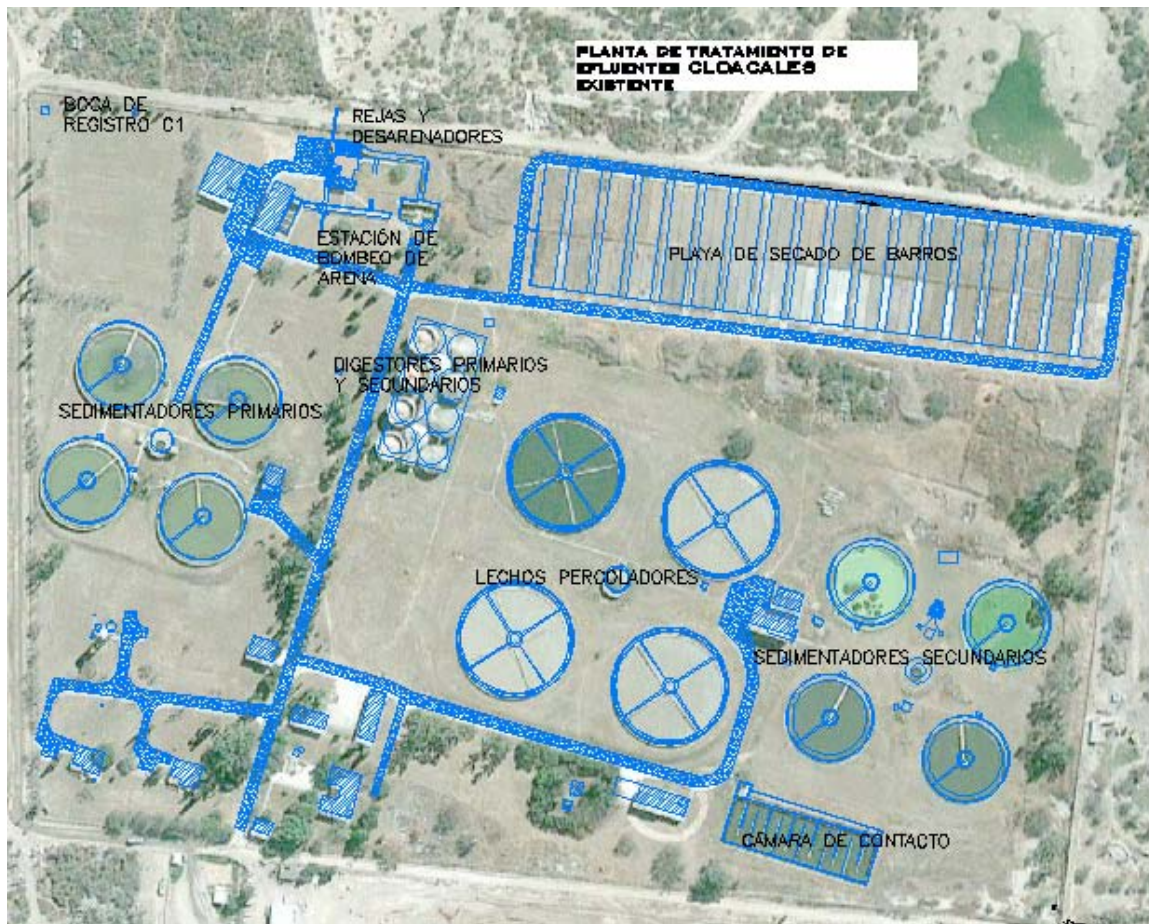 PLANTA DE TRATAMIENTO DE
EFLUENTES CLOACALES
EXISTENTE
BOCA DE
REGISTRO C1
REJAS Y
DESARENADORES
ESTACIÓN DE
BOMBEO DE
ARENA
PLAYA DE SECADO DE BARROS
DIGESTORES PRIMARIOS
Y SECUNDARIOS
SEDIMENTADORES PRIMARIOS
LECHOS PERCOLADORES
SEDIMENTADORES SECUNDARIOS
CÁMARA DE CONTACTO